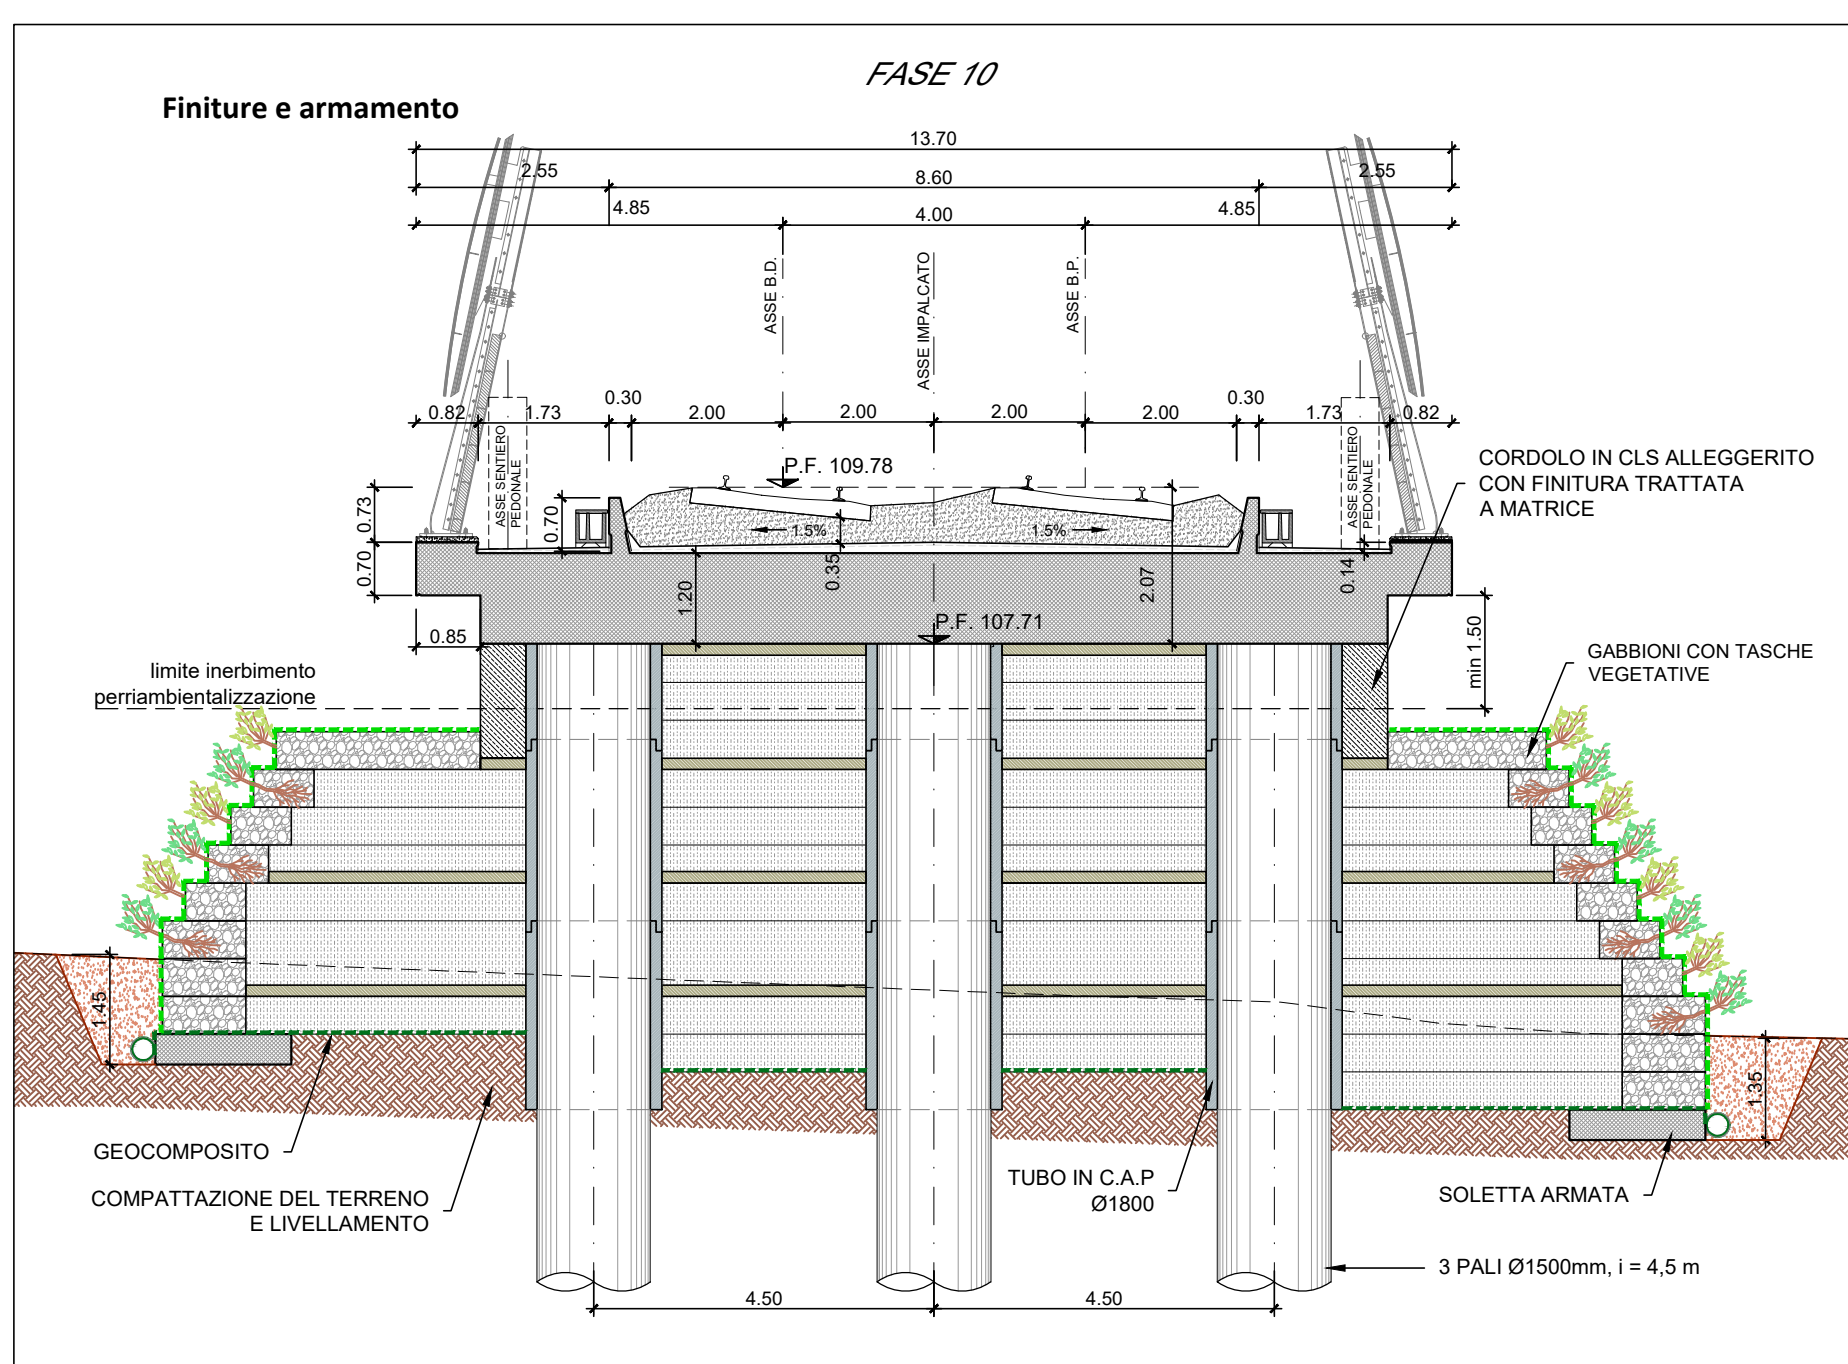 FASE 10
Finiture e armamento
13.70
2.55
8.60
2.55
4.85
4.00
4.85
ASSE B.D.
ASSE IMPALCATO
ASSE B.P.
0.82
1.73
0.30
2.00
2.00
2.00
2.00
0.30
1.73
0.82
ASSE SENTIERO
PEDONALE
ASSE SENTIERO
PEDONALE
P.F. 109.78
CORDOLO IN CLS ALLEGGERITO
CON FINITURA TRATTATA
A MATRICE
0.73
0.70
0.70
1.5%
1.5%
0.35
1.20
2.07
0.14
P.F. 107.71
0.85
min 1.50
limite inerbimento
perriambientalizzazione
GABBIONI CON TASCHE
VEGETATIVE
1.45
1.35
GEOCOMPOSITO
COMPATTAZIONE DEL TERRENO
E LIVELLAMENTO
TUBO IN C.A.P
Ø1800
SOLETTA ARMATA
3 PALI Ø1500mm, i = 4,5 m
4.50
4.50